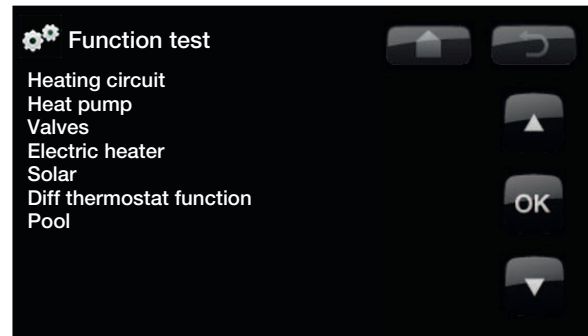 Function test
Heating circuit
Heat pump
Valves
Electric heater
Solar
Diff thermostat function
Pool
OK